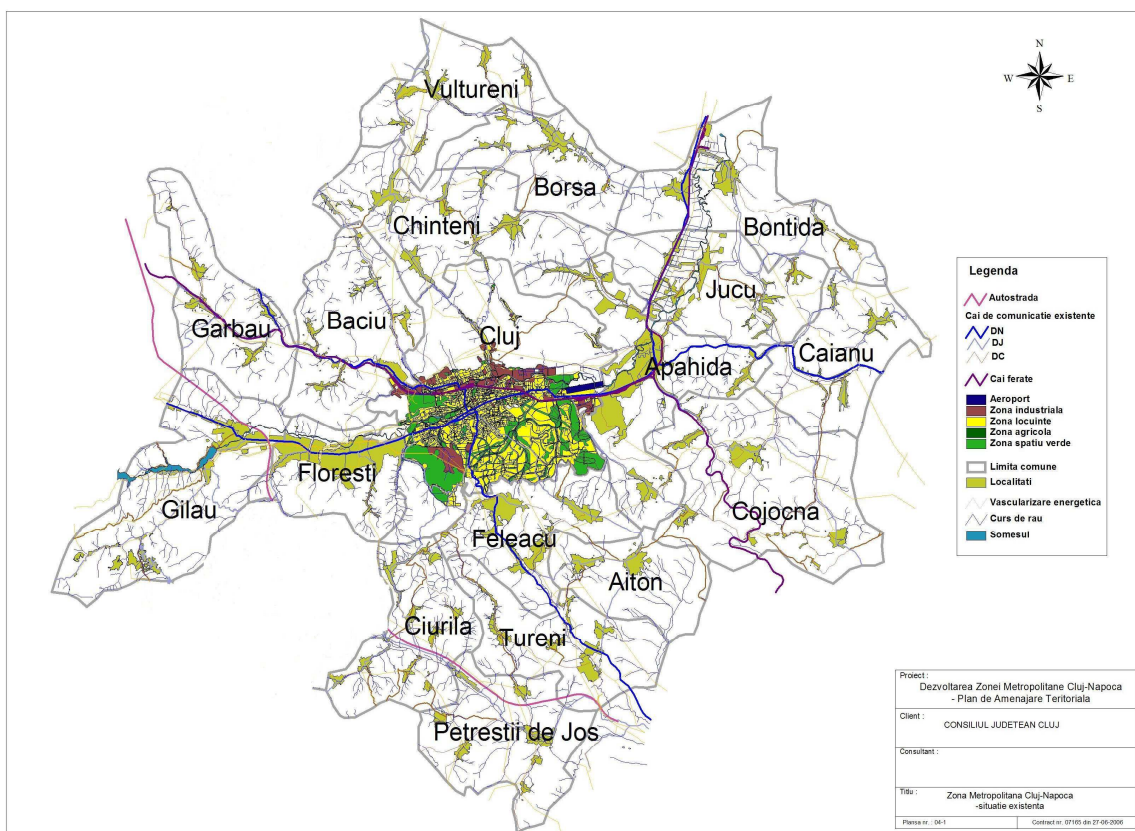 N
W E
S
Vultureni
Borsa
Chinteni
Bontida
Jucu
Garbau
Baciu
Cluj
Apahida
Caianu
Floresti
Gilau
Cojocna
Feleacu
Aiton
Ciurila
Tureni
Petrestii de Jos
Legenda
Autostrada
Cai de comunicatie existente
DN
DJ
DC
Cai ferate
Aeroport
Zona industriala
Zona locuinte
Zona agricola
Zona spatiu verde
Limita comune
Localitati
Vascularizare energetica
Curs de rau
Somesul
Proiect :
Dezvoltarea Zonei Metropolitane Cluj-Napoca
- Plan de Amenajare Teritoriala
Client :
CONSILIUL JUDETEAN CLUJ
Consultant :
Titlu :
Zona Metropolitana Cluj-Napoca
-situatie existenta
Plansa nr. : 04-1 Contract nr. 07165 din 27-06-2006